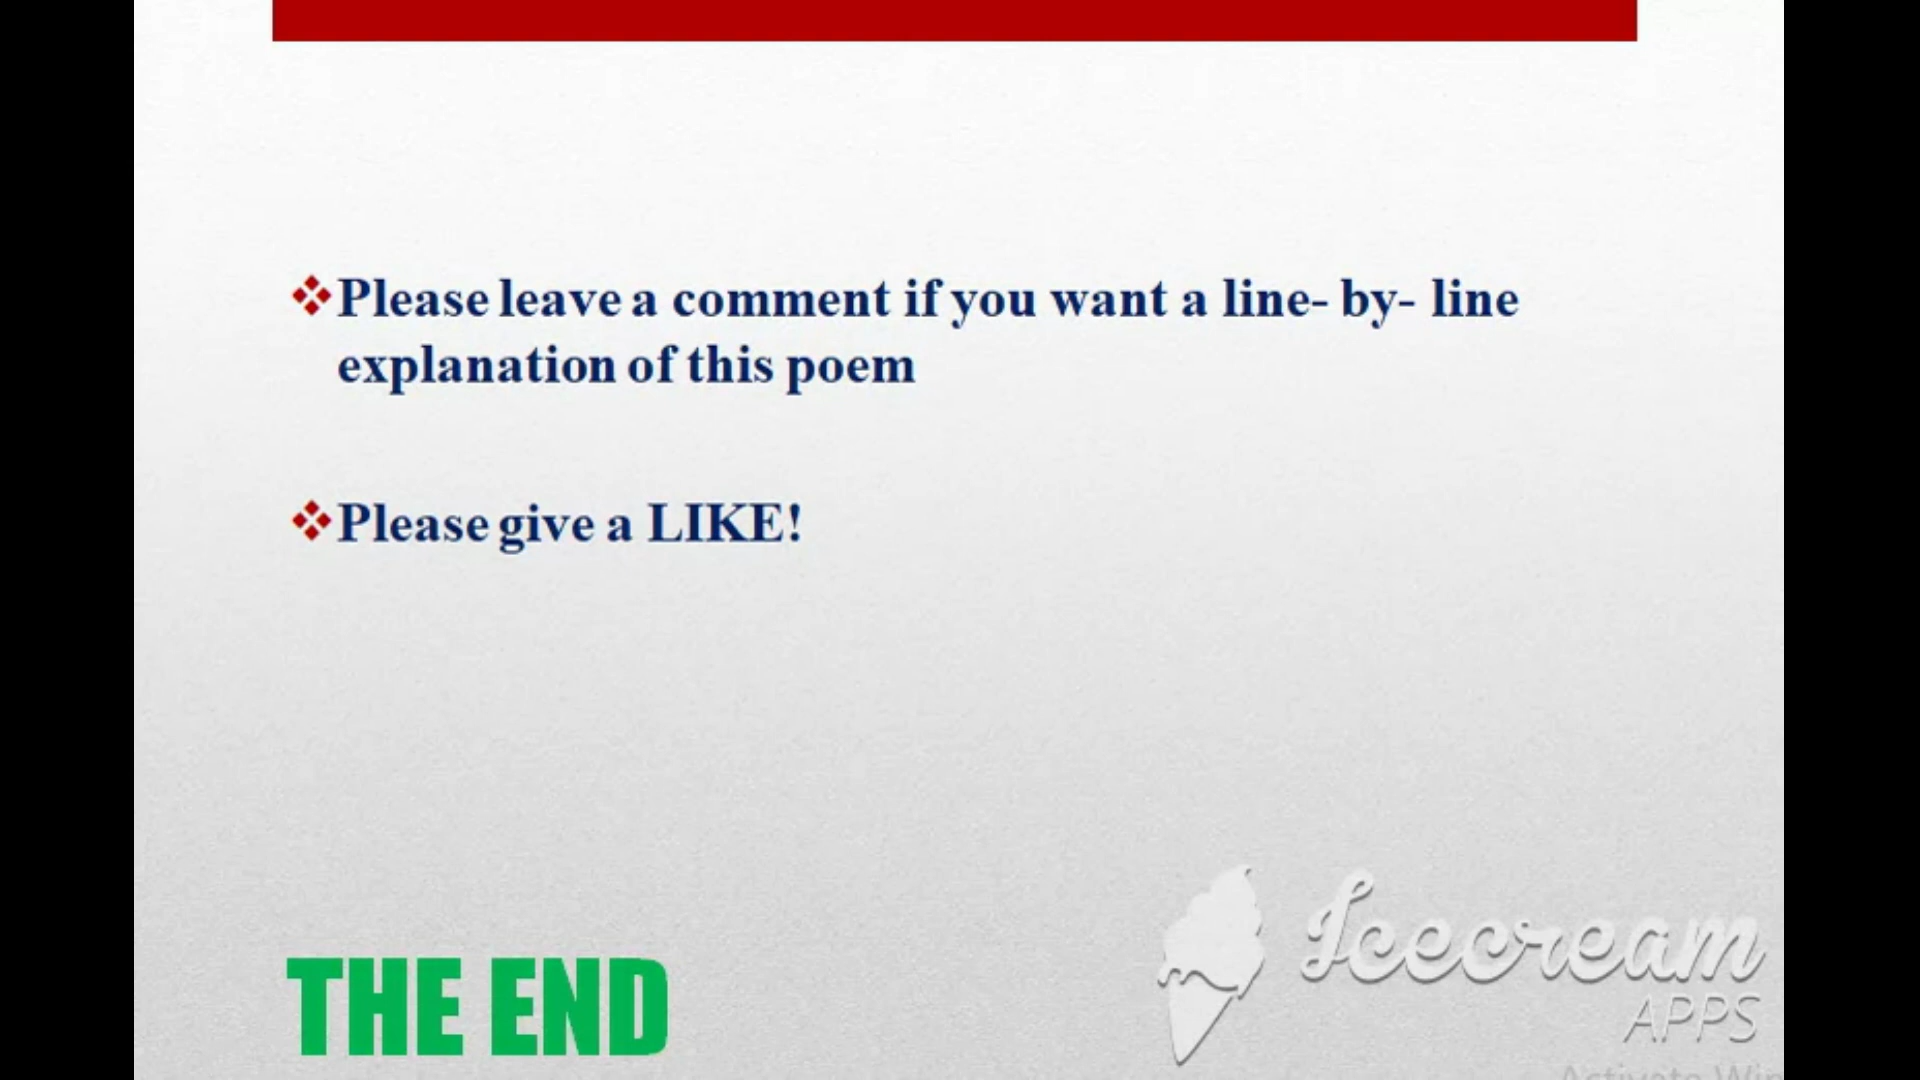 Please leave a comment if you want a line- by- line
explanation of this poem
Please give a LIKE!
THE END
Icecream
APPS